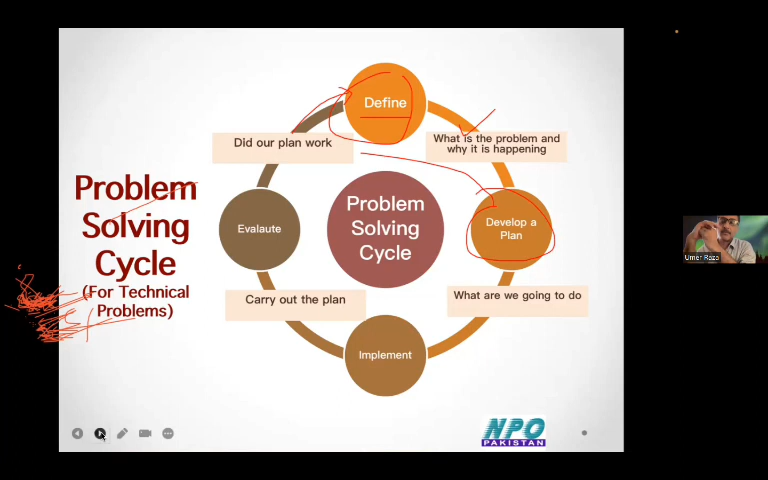 Problem
Solving
Cycle
(For Technical
Problems)
Define
Did our plan work
What is the problem and
why it is happening
Evalaute
Problem
Solving
Cycle
Develop a
Plan
Carry out the plan
What are we going to do
Implement
NPO
PAKISTAN
Umer Raza